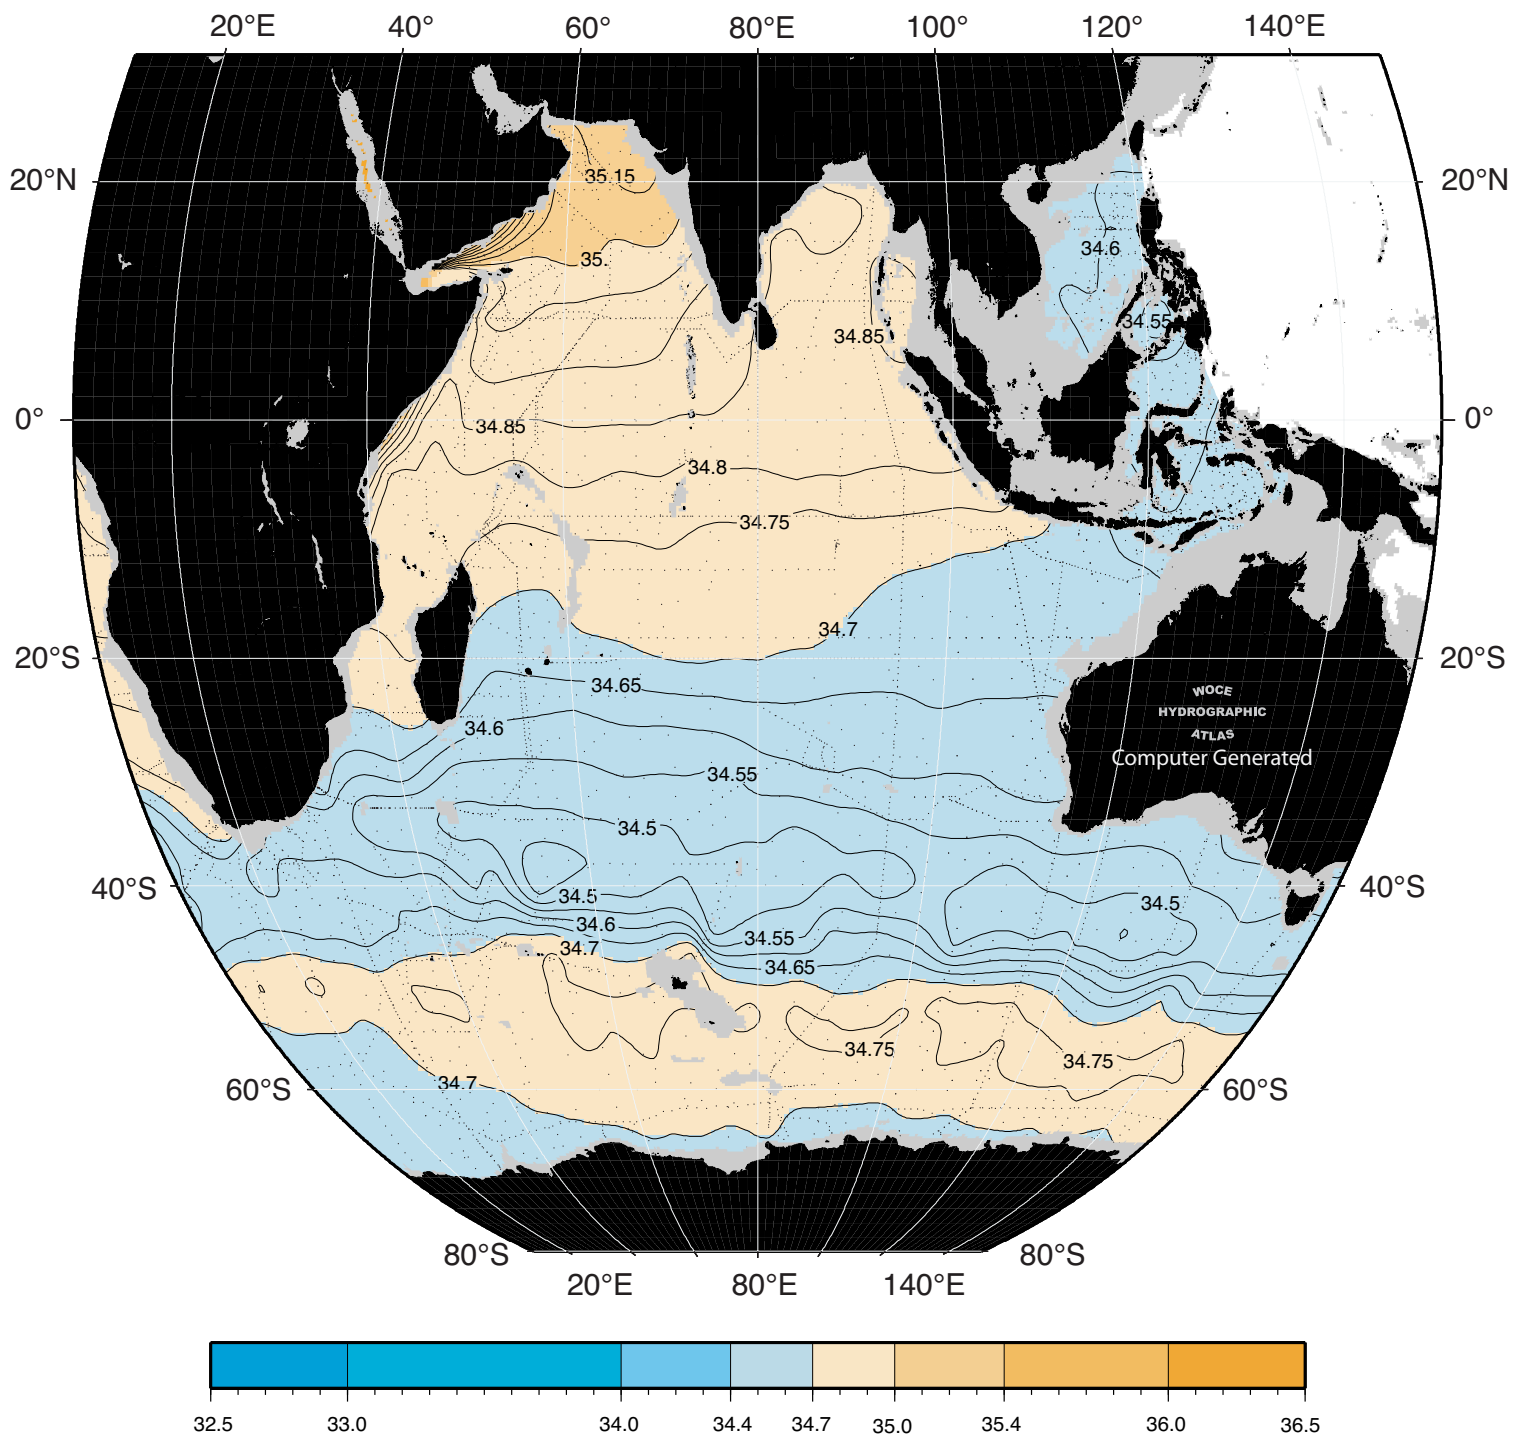 20°E 40° 60° 80°E 100° 120° 140°E
20°N 35.15 20°N
34.6
35.
34.55
34.85
0° 34.85 0°
34.8
34.75
34.7
20°S 20°S
34.65
WOCE
HYDROGRAPHIC
ATLAS
34.6
Computer Generated
34.55
34.5
40°S 40°S
34.5 34.5
34.6
34.55
34.7
34.65
34.75
34.75
34.7
60°S 60°S
80°S 80°S
20°E 80°E 140°E
32.5 33.0 34.0 34.4 34.7 35.0 35.4 36.0 36.5